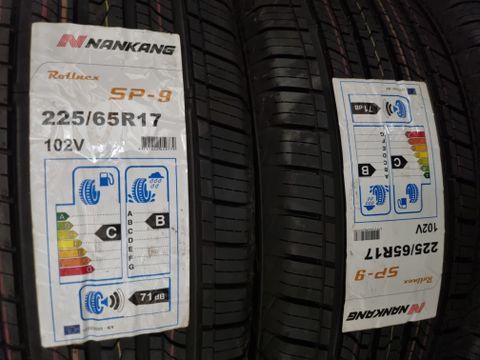 NANKANG
Rollnex
SP-9
225/65R17
102V
A
C
A
B
C
D
E
F
G
B
71 dB
NANKANG
Rollnex
SP-9
225/65R17
102V
C
B
71 dB